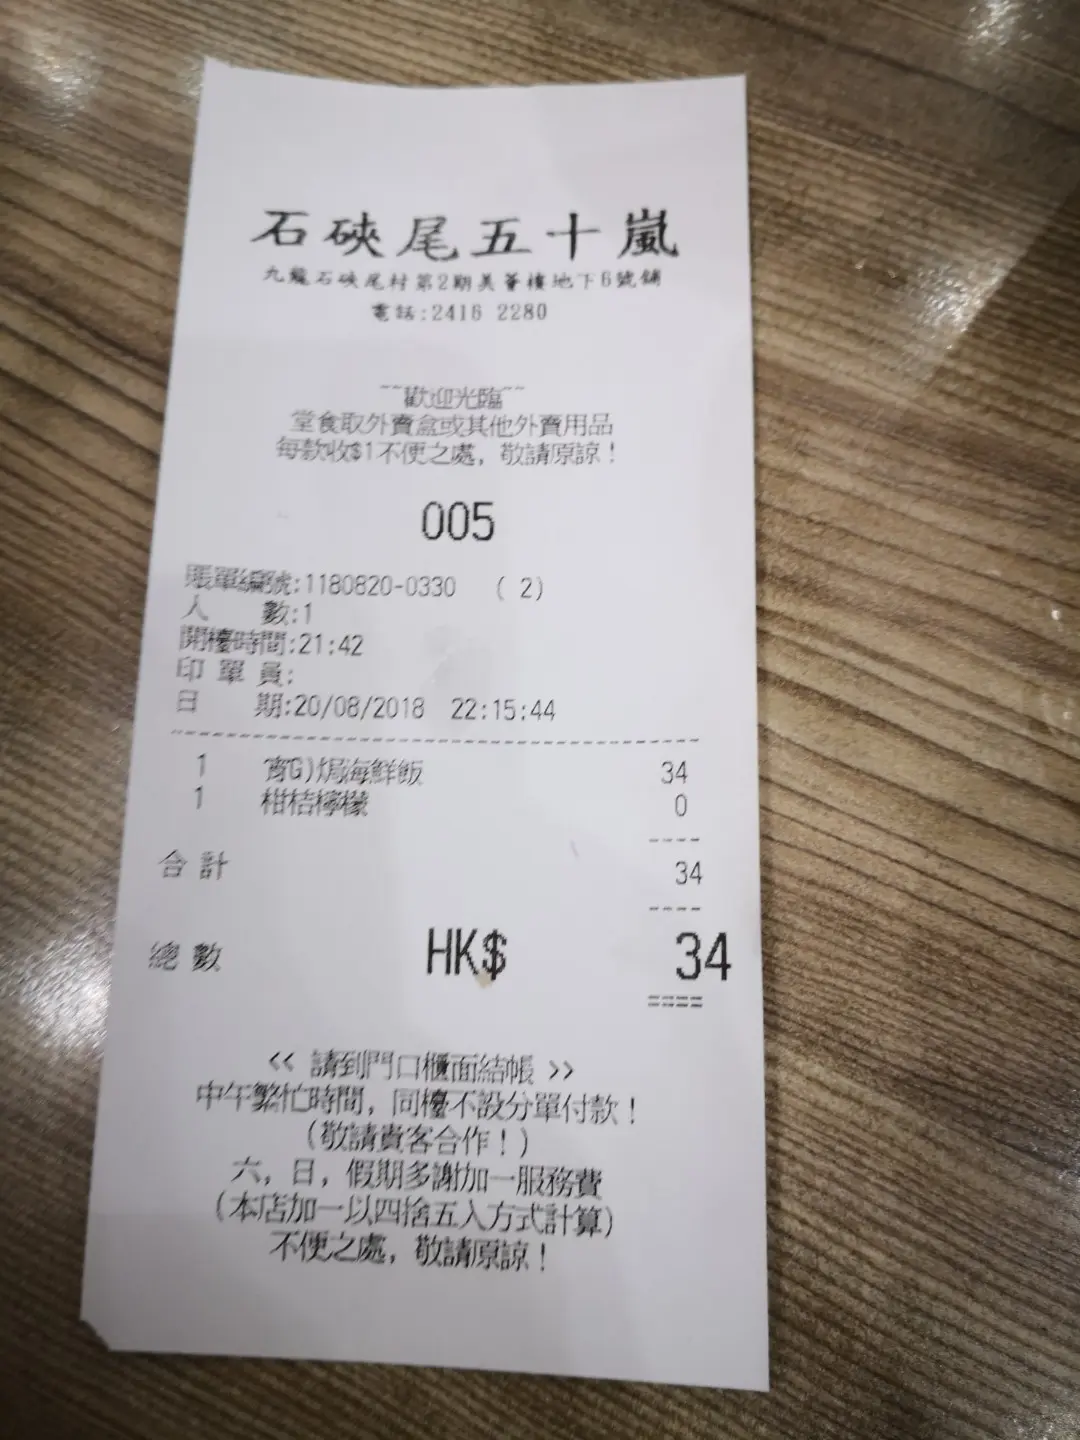 石硤尾五十嵐
九龍石硤尾村第2期美薈樓地下6號舖
電話:2416 2280
~~歡迎光臨~~
堂食取外賣盒或其他外賣用品
每款收$1不便之處，敬請原諒！
005
賬單編號:1180820-0330 ( 2)
人 數:1
開檯時間:21:42
印 單 員:
日 期:20/08/2018 22:15:44
1 宵G)焗海鮮飯 34
1 柑桔檸檬 0
合 計 34
總 數 HK$ 34
<< 請到門口櫃面結帳 >>
中午繁忙時間，同檯不設分單付款！
(敬請貴客合作！)
六，日，假期多謝加一服務費
(本店加一以四捨五入方式計算)
不便之處，敬請原諒！